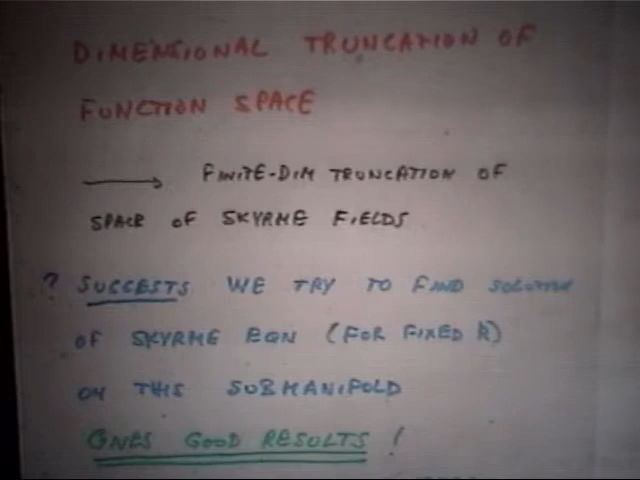 DIMENSIONAL TRUNCATION OF
FUNCTION SPACE
⟶ FINITE-DIM TRUNCATION OF
SPACE OF SKYRME FIELDS
? SUGGESTS WE TRY TO FIND SOLUTION
OF SKYRME EQN (FOR FIXED k)
ON THIS SUBMANIFOLD
GIVES GOOD RESULTS !